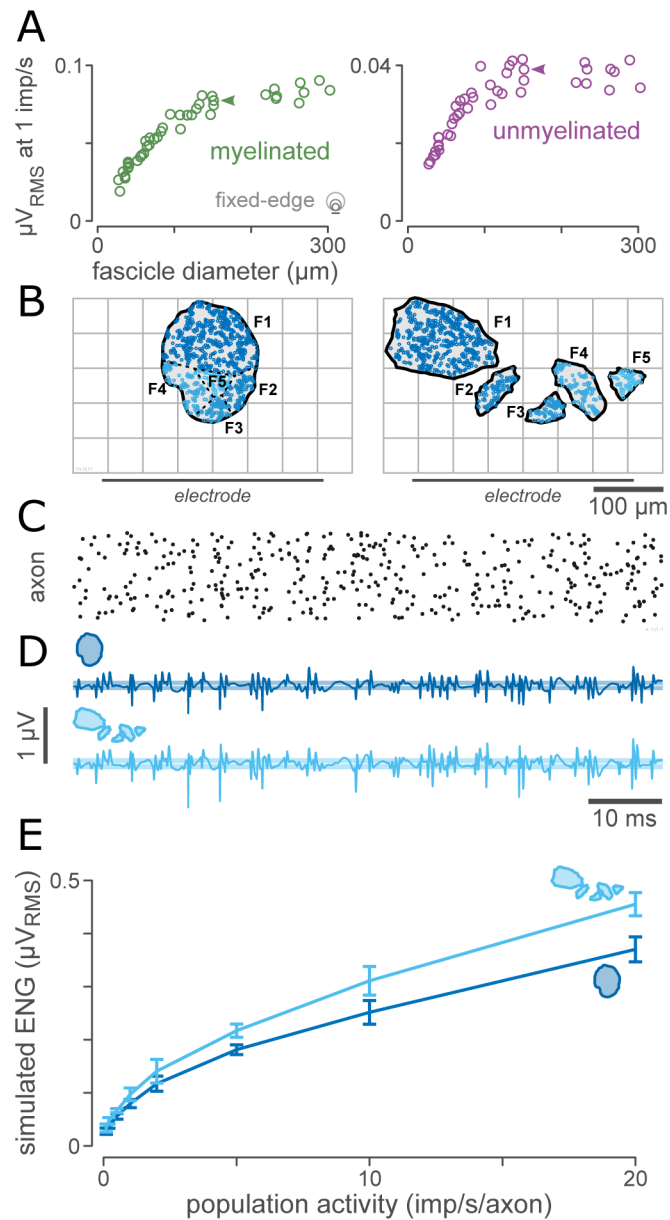 A
0.1
0
µV_RMS at 1 imp/s
myelinated
fixed-edge
0
300
fascicle diameter (µm)
0.04
0
unmyelinated
0
300
B
F1
F5
F4
F2
F3
electrode
F1
F2
F3
F4
F5
electrode
100 µm
C
axon
D
1 µV
10 ms
E
0.5
0
simulated ENG (µV_RMS)
0
5
10
20
population activity (imp/s/axon)